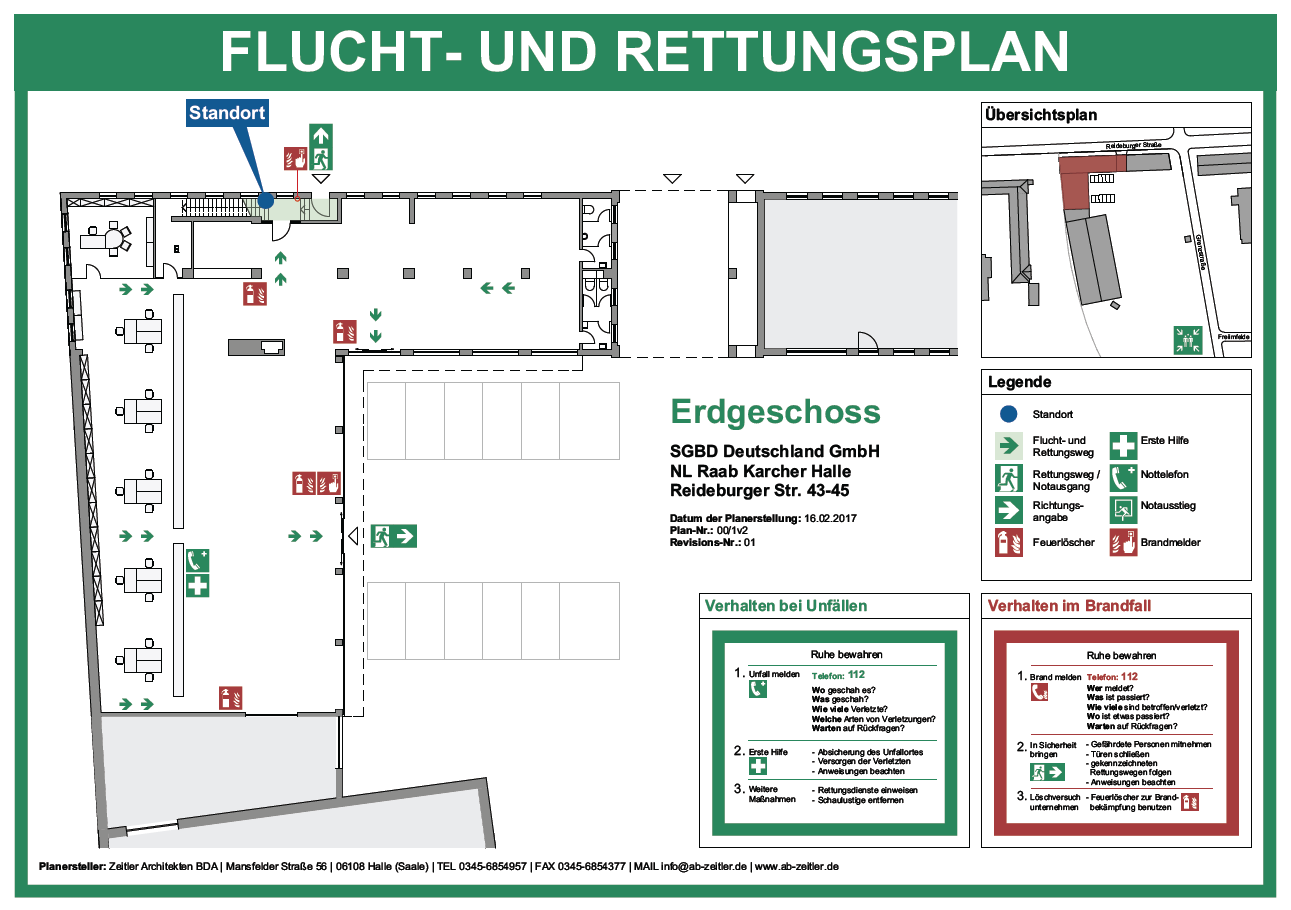 FLUCHT- UND RETTUNGSPLAN
Standort
Übersichtsplan
Reideburger Straße
Grenzstraße
Freiimfelde
Erdgeschoss
SGBD Deutschland GmbH
NL Raab Karcher Halle
Reideburger Str. 43-45
Datum der Planerstellung: 16.02.2017
Plan-Nr.: 00/1v2
Revisions-Nr.: 01
Legende
Standort
Flucht- und
Rettungsweg
Erste Hilfe
Rettungsweg /
Notausgang
Nottelefon
Richtungs-
angabe
Notausstieg
Feuerlöscher
Brandmelder
Verhalten bei Unfällen
Ruhe bewahren
1. Unfall melden
Telefon: 112
Wo geschah es?
Was geschah?
Wie viele Verletzte?
Welche Arten von Verletzungen?
Warten auf Rückfragen?
2. Erste Hilfe
- Absicherung des Unfallortes
- Versorgen der Verletzten
- Anweisungen beachten
3. Weitere
Maßnahmen
- Rettungsdienste einweisen
- Schaulustige entfernen
Verhalten im Brandfall
Ruhe bewahren
1. Brand melden
Telefon: 112
Wer meldet?
Was ist passiert?
Wie viele sind betroffen/verletzt?
Wo ist etwas passiert?
Warten auf Rückfragen?
2. In Sicherheit
bringen
- Gefährdete Personen mitnehmen
- Türen schließen
- gekennzeichneten
Rettungswegen folgen
- Anweisungen beachten
3. Löschversuch
unternehmen
- Feuerlöscher zur Brand-
bekämpfung benutzen
Planersteller: Zeitler Architekten BDA | Mansfelder Straße 56 | 06108 Halle (Saale) | TEL 0345-6854957 | FAX 0345-6854377 | MAIL info@ab-zeitler.de | www.ab-zeitler.de